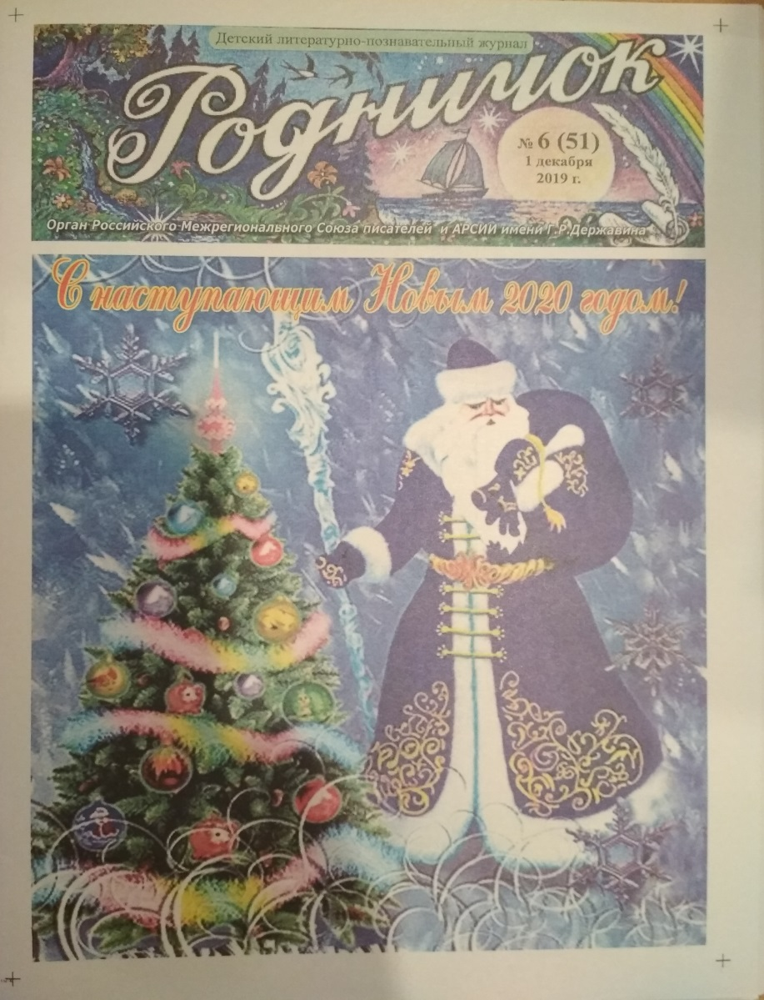 Детский литературно-познавательный журнал
Родничок
№ 6 (51)
1 декабря
2019 г.
Орган Российского Межрегионального Союза писателей и АРСИИ имени Г.Р.Державина
С наступающим Новым 2020 годом!